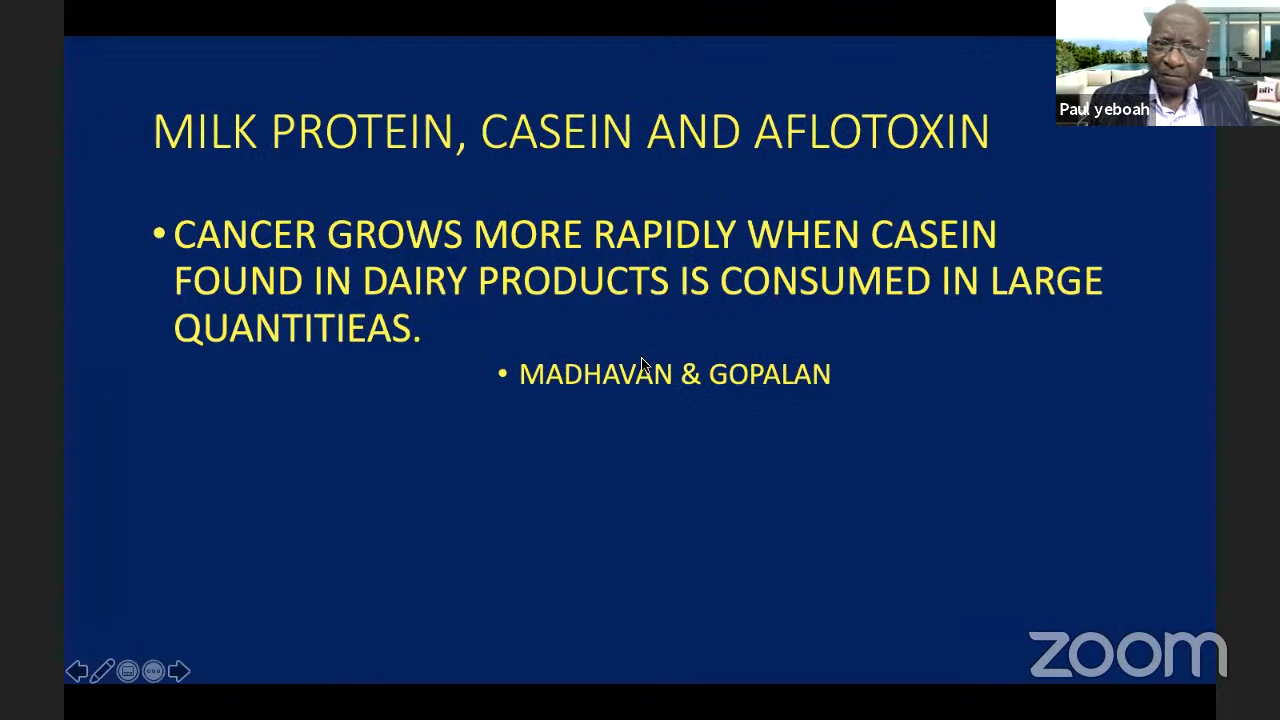 Paul yeboah
MILK PROTEIN, CASEIN AND AFLOTOXIN
• CANCER GROWS MORE RAPIDLY WHEN CASEIN
FOUND IN DAIRY PRODUCTS IS CONSUMED IN LARGE
QUANTITIEAS.
• MADHAVAN & GOPALAN
zoom